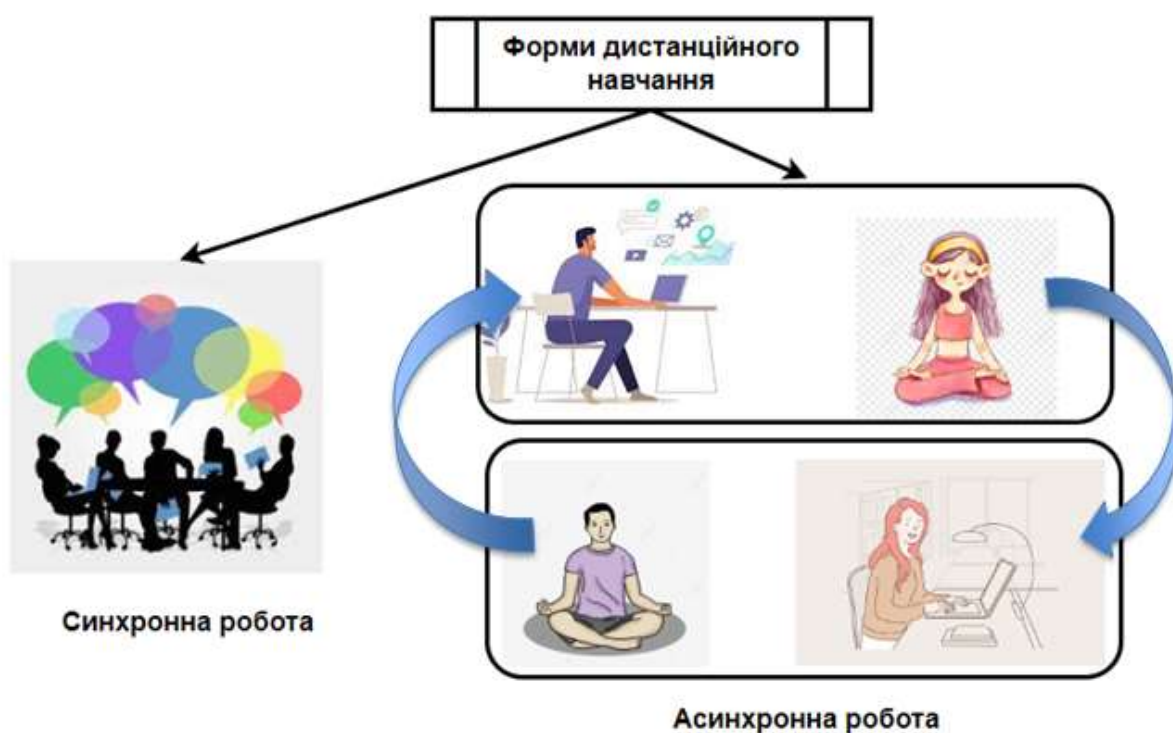 Форми дистанційного
навчання
Синхронна робота
Асинхронна робота